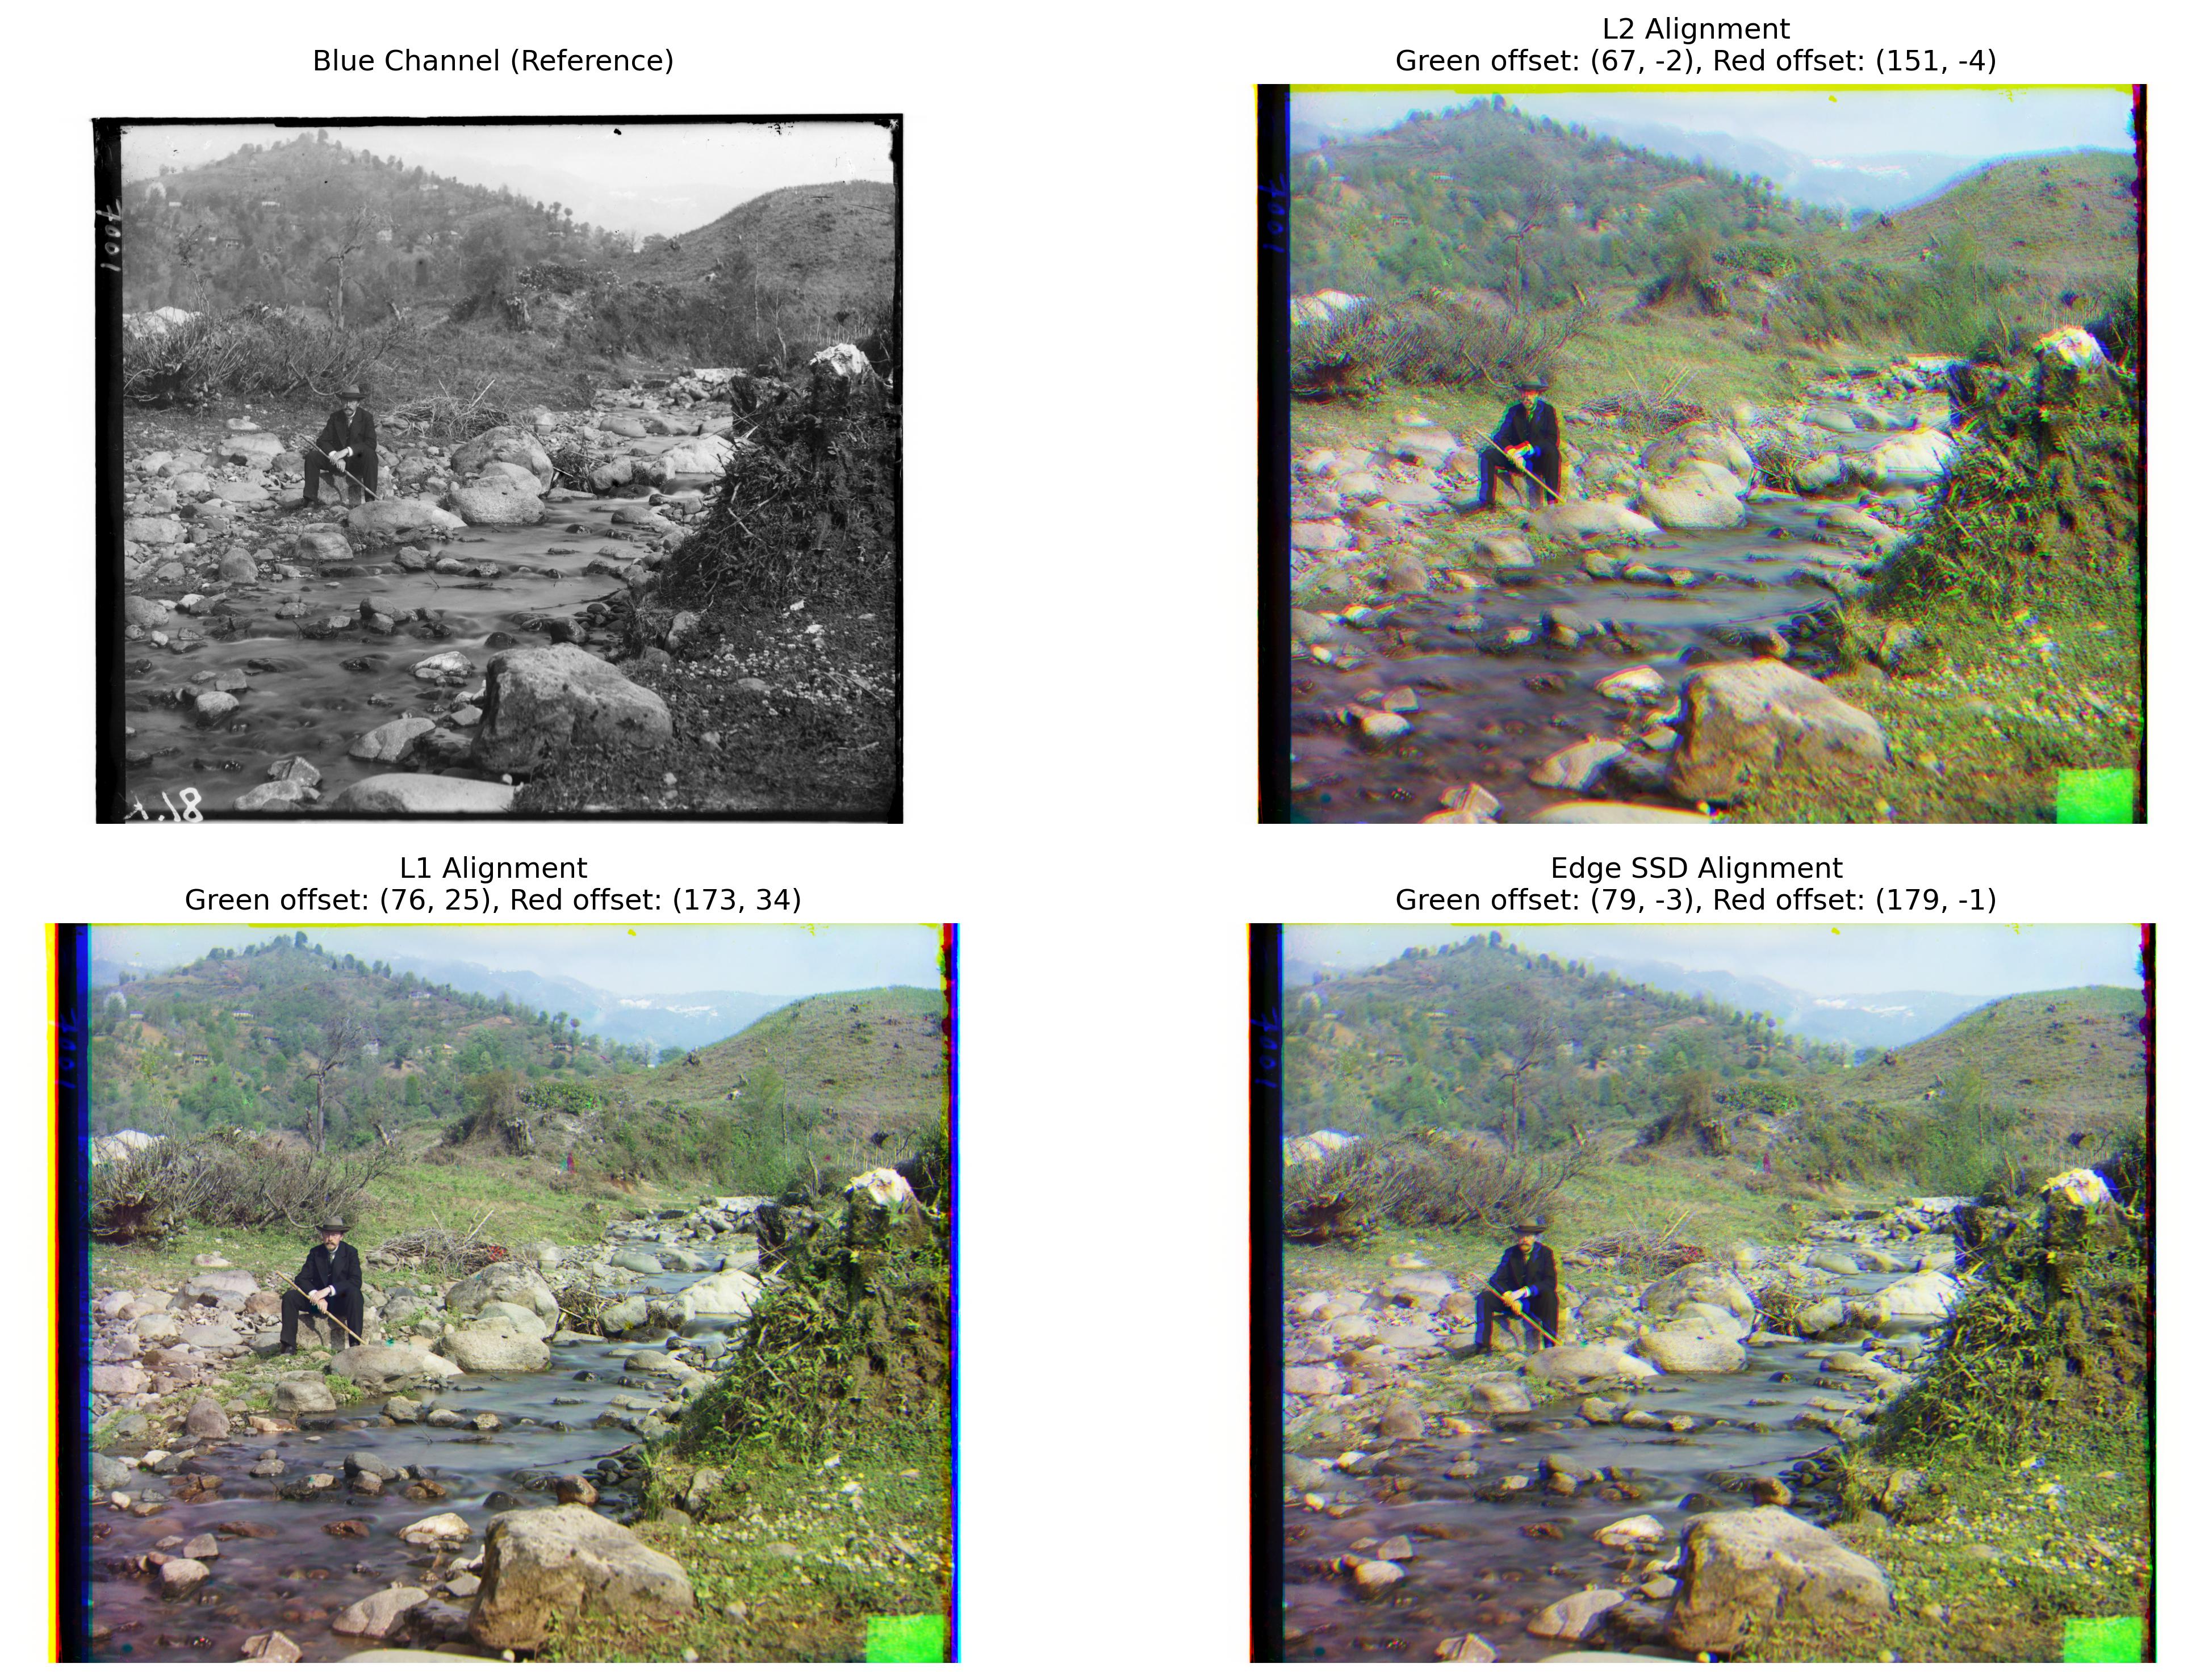 Blue Channel (Reference)
L2 Alignment
Green offset: (67, -2), Red offset: (151, -4)
L1 Alignment
Green offset: (76, 25), Red offset: (173, 34)
Edge SSD Alignment
Green offset: (79, -3), Red offset: (179, -1)